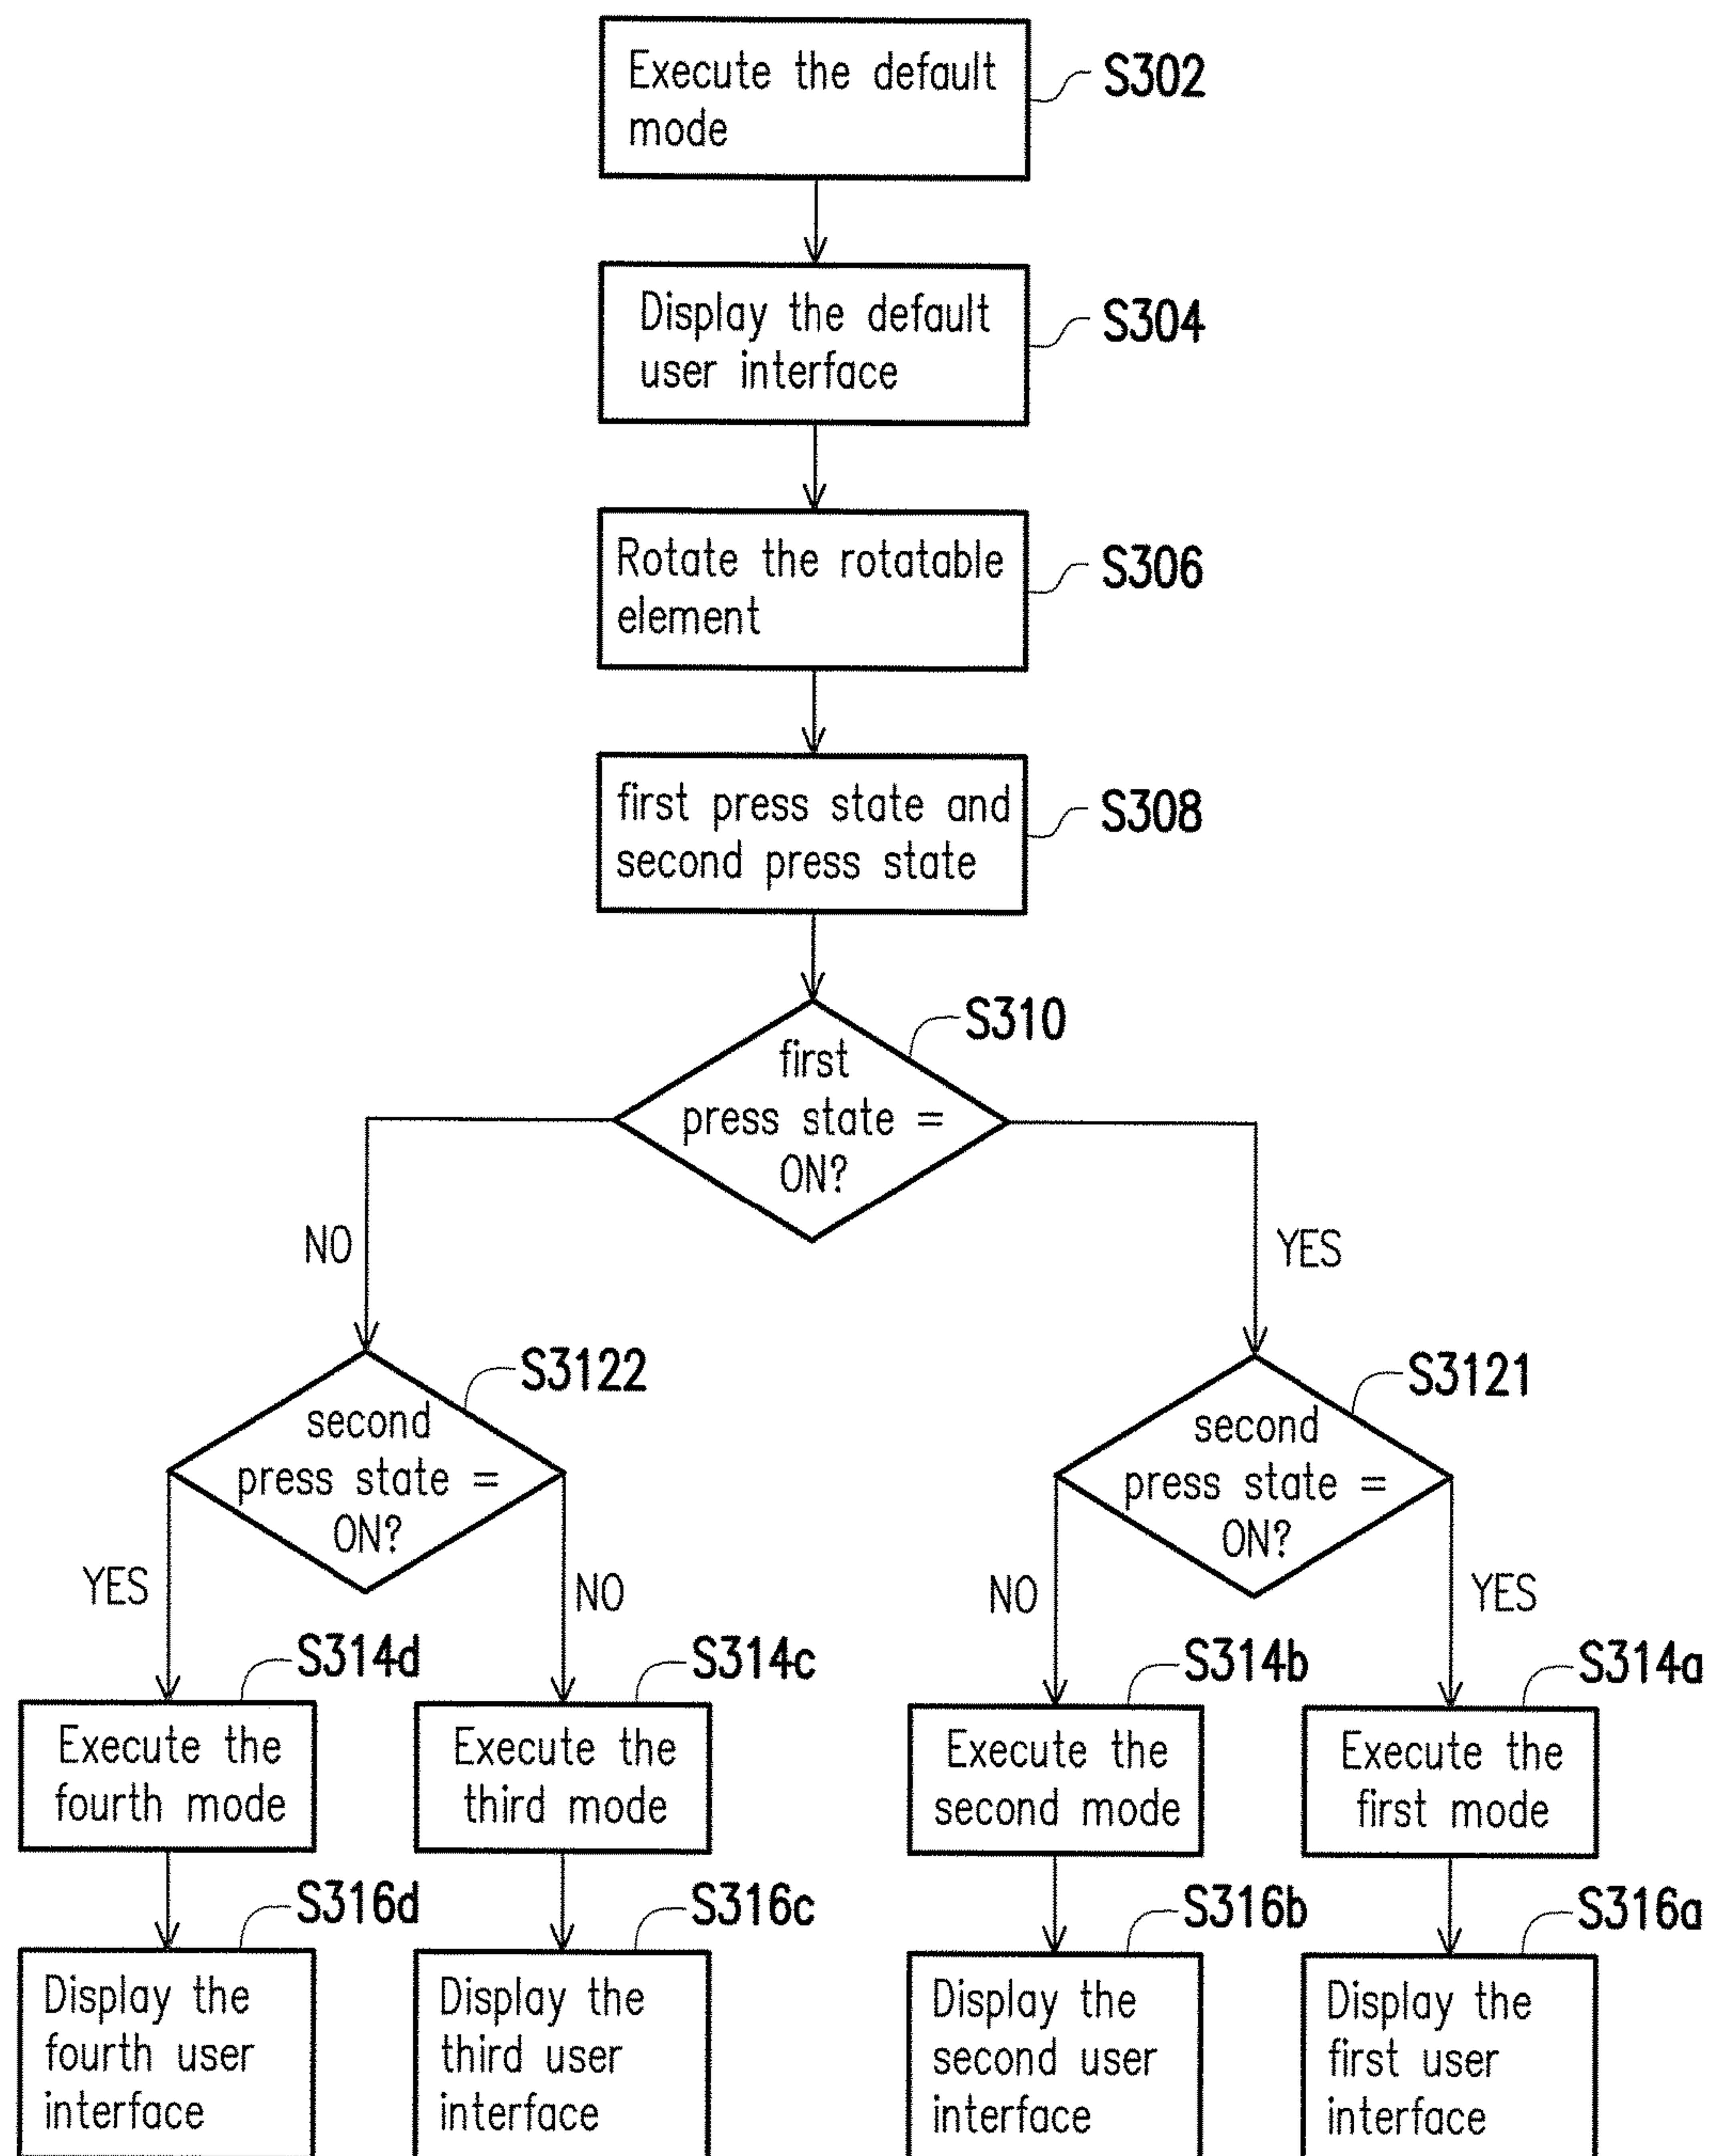 Execute the default
mode
S302
Display the default
user interface
S304
Rotate the rotatable
element
S306
first press state and
second press state
S308
S310
first
press state =
ON?
NO
YES
S3122
second
press state =
ON?
S3121
second
press state =
ON?
YES
NO
NO
YES
S314d
Execute the
fourth mode
S314c
Execute the
third mode
S314b
Execute the
second mode
S314a
Execute the
first mode
S316d
Display the
fourth user
interface
S316c
Display the
third user
interface
S316b
Display the
second user
interface
S316a
Display the
first user
interface